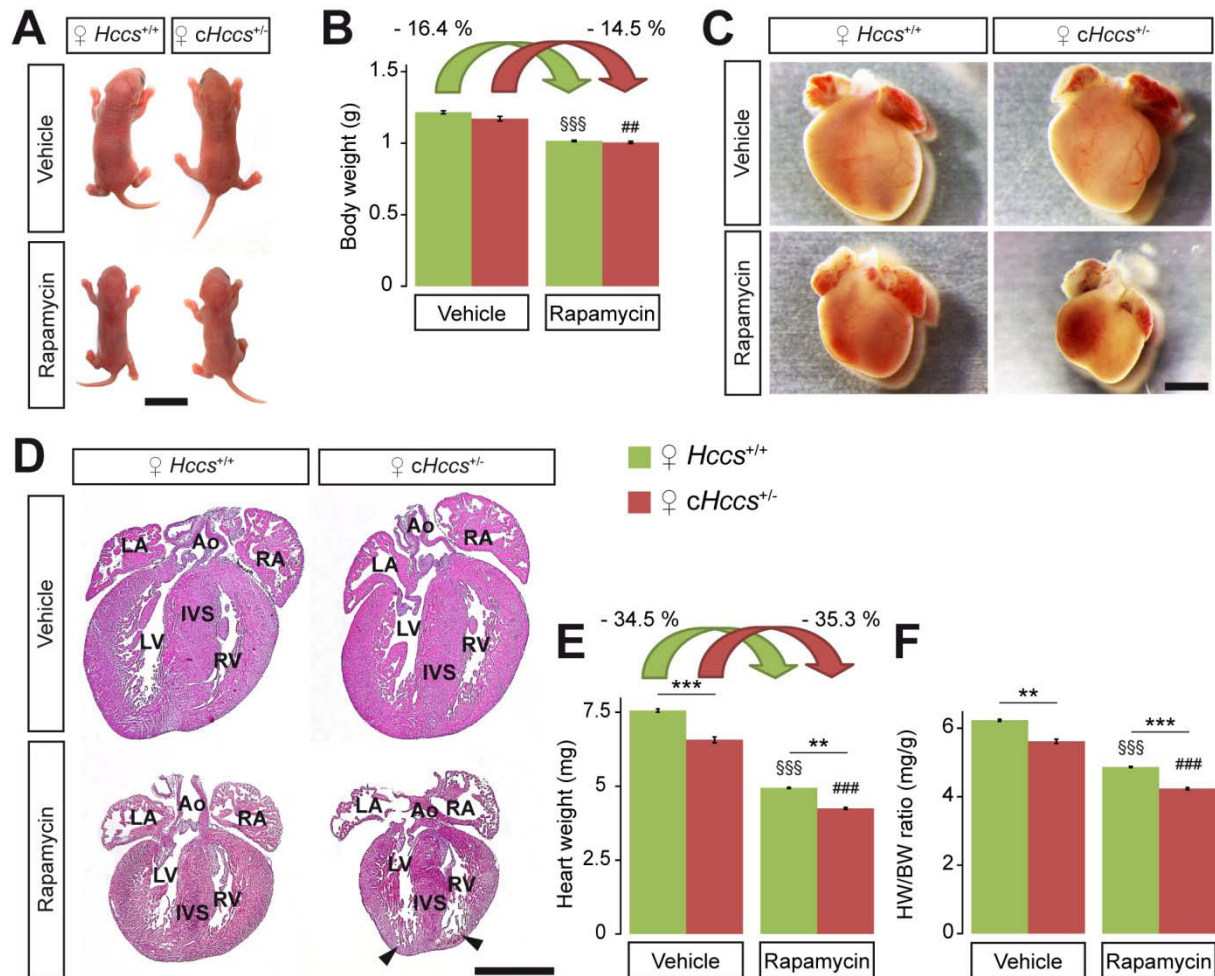 A
♀ Hccs+/+
♀ cHccs+/-
Vehicle
Rapamycin
B
- 16.4 %
- 14.5 %
Body weight (g)
1.5
1
0.5
0
§§§
##
Vehicle
Rapamycin
C
♀ Hccs+/+
♀ cHccs+/-
Vehicle
Rapamycin
D
♀ Hccs+/+
♀ cHccs+/-
Vehicle
LA
Ao
RA
IVS
LV
RV
Ao
RA
LA
LV
RV
IVS
Rapamycin
Ao
LA
RA
LV
RV
IVS
LA
Ao
RA
LV
RV
IVS
♀ Hccs+/+
♀ cHccs+/-
E
- 34.5 %
- 35.3 %
Heart weight (mg)
7.5
5
2.5
0
***
**
§§§
###
Vehicle
Rapamycin
F
HW/BW ratio (mg/g)
6
4
2
0
**
***
§§§
###
Vehicle
Rapamycin